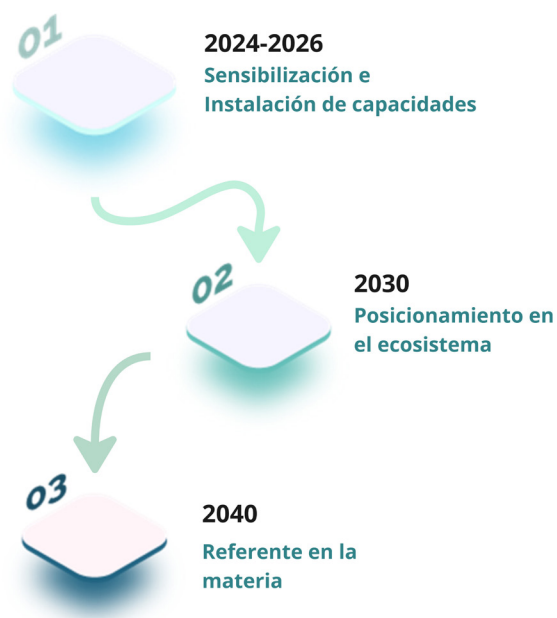 01
2024-2026
Sensibilización e
Instalación de capacidades
02
2030
Posicionamiento en
el ecosistema
03
2040
Referente en la
materia